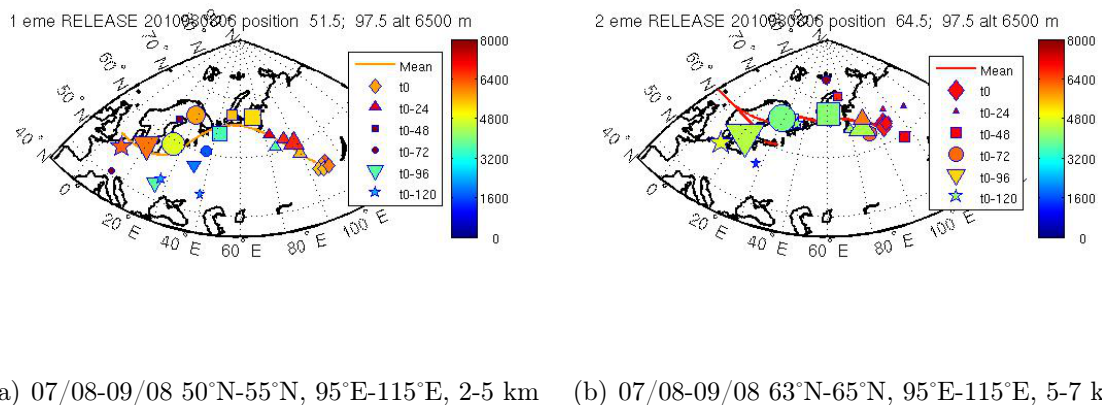 1 eme RELEASE position 51.5; 97.5 alt 6500 m
70° N
60° N
50° N
40° N
0°
20° E
40° E
60° E
80° E
100° E
Mean
t0
t0-24
t0-48
t0-72
t0-96
t0-120
8000
6400
4800
3200
1600
0
2 eme RELEASE position 64.5; 97.5 alt 6500 m
70° N
60° N
50° N
40° N
0°
20° E
40° E
60° E
80° E
100° E
Mean
t0
t0-24
t0-48
t0-72
t0-96
t0-120
8000
6400
4800
3200
1600
0
a) 07/08-09/08 50°N-55°N, 95°E-115°E, 2-5 km
(b) 07/08-09/08 63°N-65°N, 95°E-115°E, 5-7 k